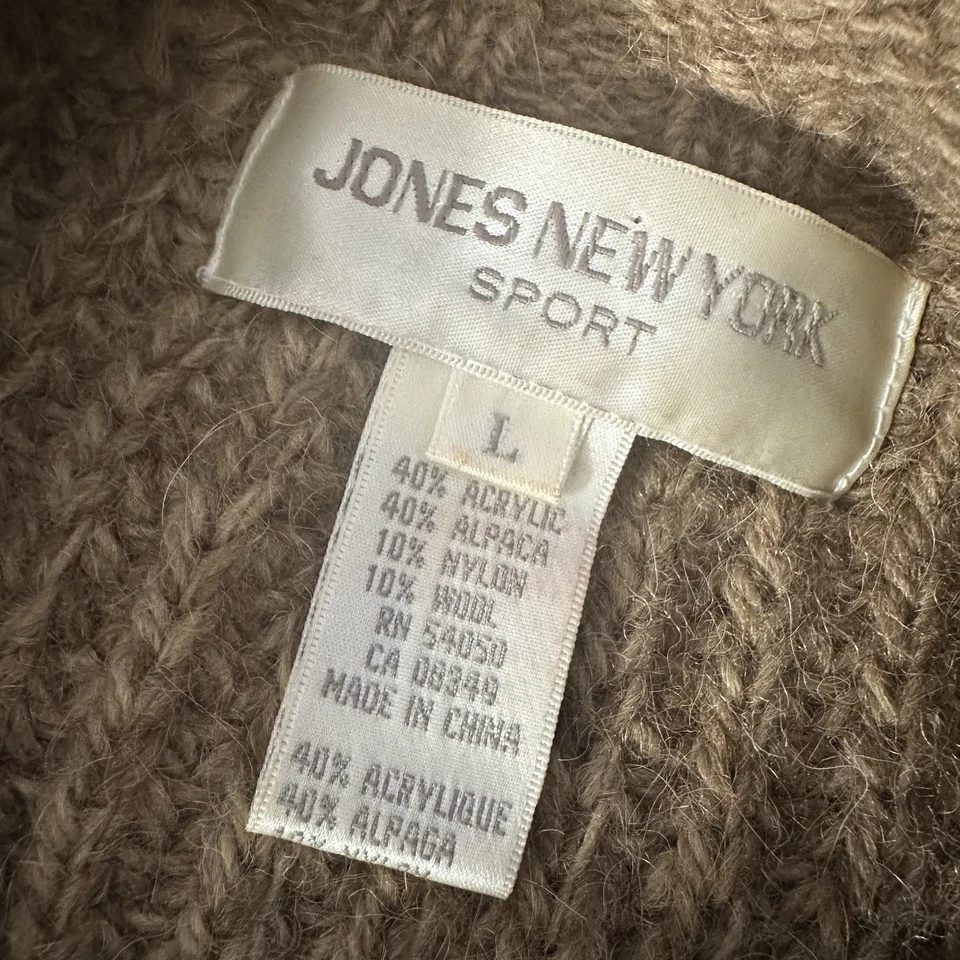 JONES NEW YORK
SPORT
L
40% ACRYLIC
40% ALPACA
10% NYLON
10% WOOL
RN 54050
CA 08349
MADE IN CHINA
40% ACRYLIQUE
40% ALPAGA